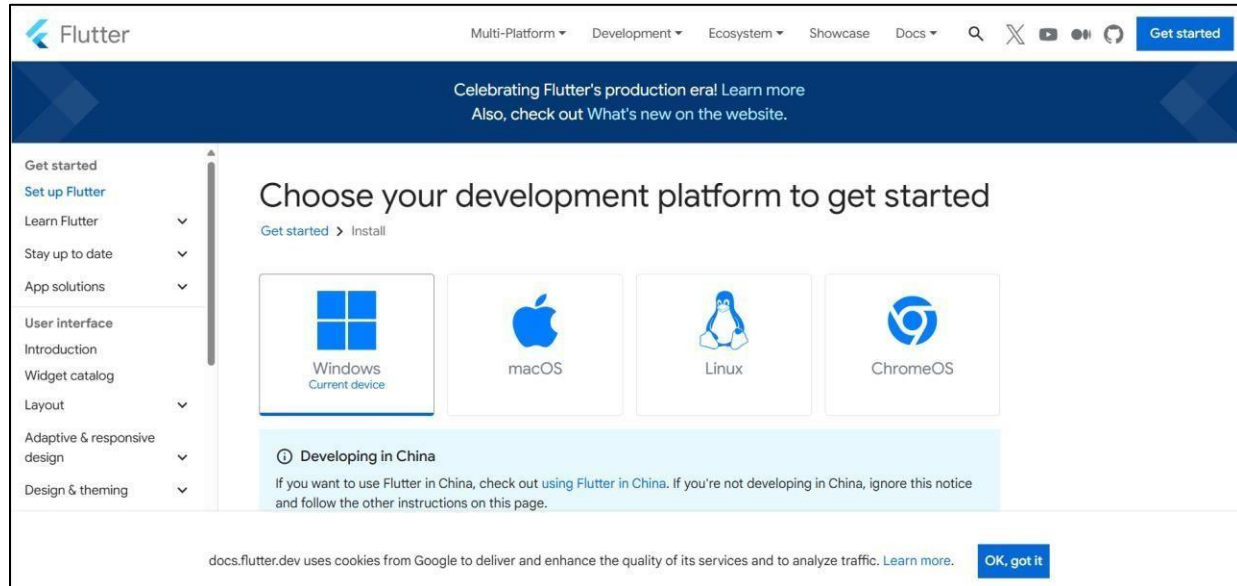 Flutter
Multi-Platform
Development
Ecosystem
Showcase
Docs
Get started
Celebrating Flutter's production era! Learn more
Also, check out What's new on the website.
Get started
Set up Flutter
Learn Flutter
Stay up to date
App solutions
User interface
Introduction
Widget catalog
Layout
Adaptive & responsive
design
Design & theming
Choose your development platform to get started
Get started > Install
Windows
Current device
macOS
Linux
ChromeOS
Developing in China
If you want to use Flutter in China, check out using Flutter in China. If you're not developing in China, ignore this notice
and follow the other instructions on this page.
docs.flutter.dev uses cookies from Google to deliver and enhance the quality of its services and to analyze traffic. Learn more.
OK, got it